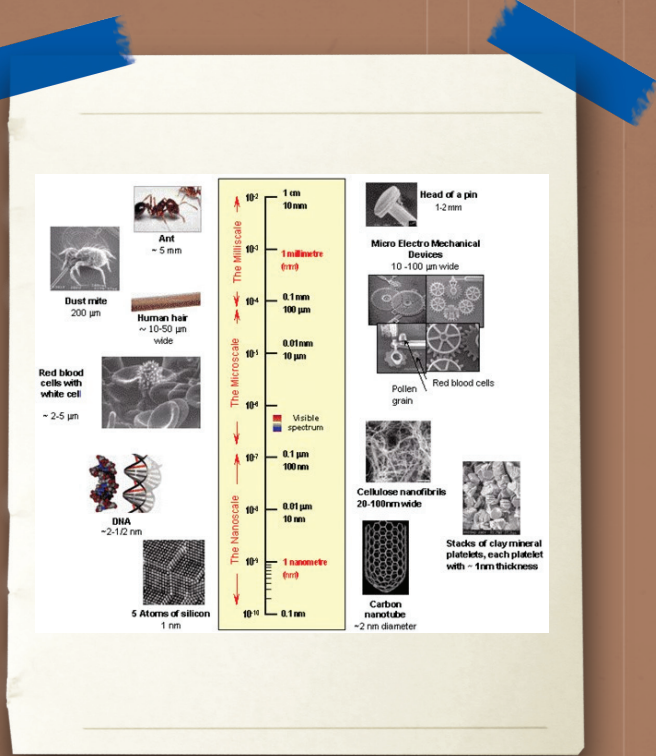 Ant
~ 5 mm
Dust mite
200 µm
Human hair
~ 10-50 µm
wide
Red blood
cells with
white cell
~ 2-5 µm
DNA
~2-1/2 nm
5 Atoms of silicon
1 nm
The Milliscale
The Microscale
The Nanoscale
10-2
1 cm
10 mm
10-3
1 millimetre
(mm)
10-4
0.1 mm
100 µm
10-5
0.01 mm
10 µm
10-6
Visible
spectrum
10-7
0.1 µm
100 nm
10-8
0.01 µm
10 nm
10-9
1 nanometre
(nm)
10-10
0.1 nm
Head of a pin
1-2 mm
Micro Electro Mechanical
Devices
10 -100 µm wide
Pollen
grain
Red blood cells
Cellulose nanofibrils
20-100nm wide
Stacks of clay mineral
platelets, each platelet
with ~ 1nm thickness
Carbon
nanotube
~2 nm diameter